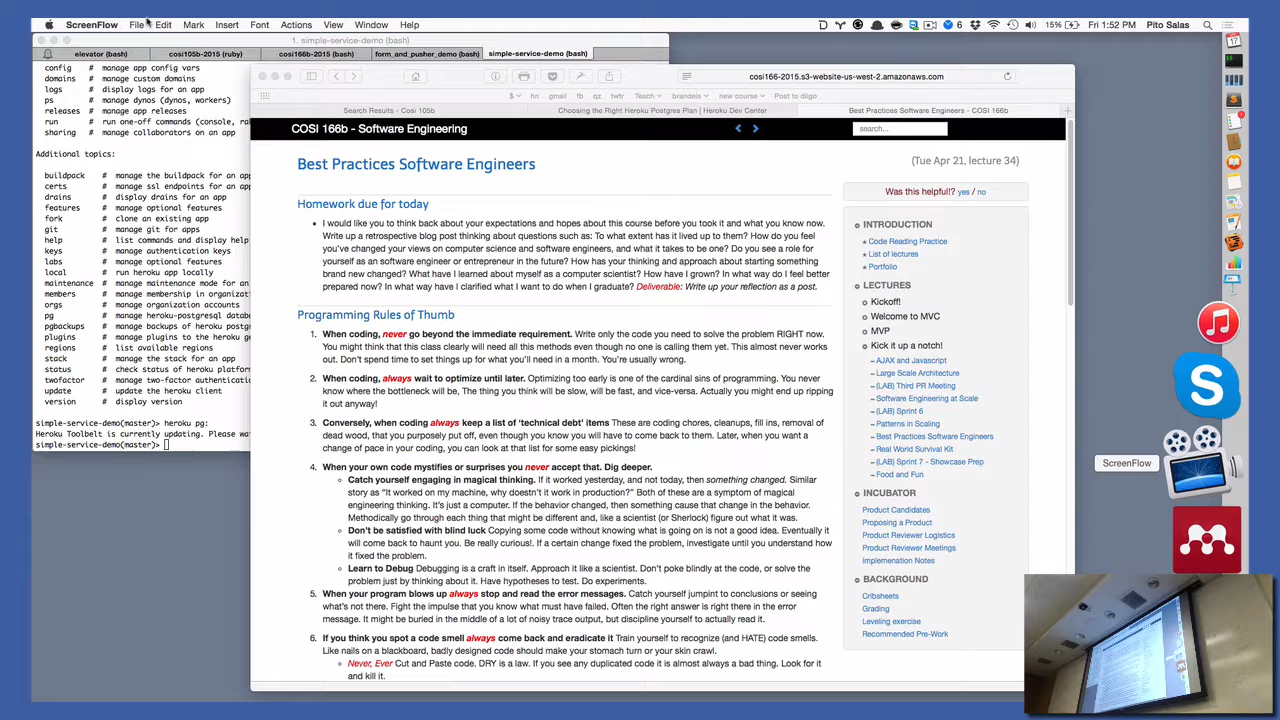 ScreenFlow File Edit Mark Insert Font Actions View Window Help 6 15% Fri 1:52 PM Pito Salas
1. simple-service-demo (bash)
elevator (bash) cosi105b-2015 (ruby) cosi166b-2015 (bash) form_and_pusher_demo (bash) simple-service-demo (bash)
config # manage app config vars
domains # manage custom domains
logs # display logs for an app
ps # manage dynos (dynos, workers)
releases # manage app releases
run # run one-off commands (console, ra
sharing # manage collaborators on an app
Additional topics:
buildpack # manage the buildpack for an app
certs # manage ssl endpoints for an app
drains # display drains for an app
features # manage optional features
fork # clone an existing app
git # manage git for apps
help # list commands and display help
keys # manage authentication keys
labs # manage optional features
local # run heroku app locally
maintenance # manage maintenance mode for an
members # manage membership in organizati
orgs # manage organization accounts
pg # manage heroku-postgresql databa
pgbackups # manage backups of heroku postgr
plugins # manage plugins to the heroku ge
regions # list available regions
stack # manage the stack for an app
status # check status of heroku platform
twofactor # manage two-factor authenticati
update # update the heroku client
version # display version
simple-service-demo(master)> heroku pg:
Heroku Toolbelt is currently updating. Please wa
simple-service-demo(master)>
cosi166-2015.s3-website-us-west-2.amazonaws.com
$ hn gmail fb qz twtr Teach brandeis new course Post to diigo
Search Results - Cosi 105b Choosing the Right Heroku Postgres Plan | Heroku Dev Center Best Practices Software Engineers - COSI 166b
COSI 166b - Software Engineering search...
Best Practices Software Engineers (Tue Apr 21, lecture 34)
Homework due for today
• I would like you to think back about your expectations and hopes about this course before you took it and what you know now.
Write up a retrospective blog post thinking about questions such as: To what extent has it lived up to them? How do you feel
you've changed your views on computer science and software engineers, and what it takes to be one? Do you see a role for
yourself as an software engineer or entrepreneur in the future? How has your thinking and approach about starting something
brand new changed? What have I learned about myself as a computer scientist? How have I grown? In what way do I feel better
prepared now? In what way have I clarified what I want to do when I graduate? Deliverable: Write up your reflection as a post.
Programming Rules of Thumb
1. When coding, never go beyond the immediate requirement. Write only the code you need to solve the problem RIGHT now.
You might think that this class clearly will need all this methods even though no one is calling them yet. This almost never works
out. Don't spend time to set things up for what you'll need in a month. You're usually wrong.
2. When coding, always wait to optimize until later. Optimizing too early is one of the cardinal sins of programming. You never
know where the bottleneck will be, The thing you think will be slow, will be fast, and vice-versa. Actually you might end up ripping
it out anyway!
3. Conversely, when coding always keep a list of 'technical debt' items These are coding chores, cleanups, fill ins, removal of
dead wood, that you purposely put off, even though you know you will have to come back to them. Later, when you want a
change of pace in your coding, you can look at that list for some easy pickings!
4. When your own code mystifies or surprises you never accept that. Dig deeper.
Catch yourself engaging in magical thinking. If it worked yesterday, and not today, then something changed. Similar
story as "It worked on my machine, why doesn't it work in production?" Both of these are a symptom of magical
engineering thinking. It's just a computer. If the behavior changed, then something cause that change in the behavior.
Methodically go through each thing that might be different and, like a scientist (or Sherlock) figure out what it was.
Don't be satisfied with blind luck Copying some code without knowing what is going on is not a good idea. Eventually it
will come back to haunt you. Be really curious!. If a certain change fixed the problem, investigate until you understand how
it fixed the problem.
Learn to Debug Debugging is a craft in itself. Approach it like a scientist. Don't poke blindly at the code, or solve the
problem just by thinking about it. Have hypotheses to test. Do experiments.
5. When your program blows up always stop and read the error messages. Catch yourself jumpint to conclusions or seeing
what's not there. Fight the impulse that you know what must have failed. Often the right answer is right there in the error
message. It might be burried in the middle of a lot of noisy trace output, but discipline yourself to actually read it.
6. If you think you spot a code smell always come back and eradicate it Train yourself to recognize (and HATE) code smells.
Like nails on a blackboard, badly designed code should make your stomach turn or your skin crawl.
Never, Ever Cut and Paste code. DRY is a law. If you see any duplicated code it is almost always a bad thing. Look for it
and kill it.
Was this helpful!? yes / no
INTRODUCTION
Code Reading Practice
List of lectures
Portfolio
LECTURES
Kickoff!
Welcome to MVC
MVP
Kick it up a notch!
– AJAX and Javascript
– Large Scale Architecture
– (LAB) Third PR Meeting
– Software Engineering at Scale
– (LAB) Sprint 6
– Patterns in Scaling
– Best Practices Software Engineers
– Real World Survival Kit
– (LAB) Sprint 7 - Showcase Prep
– Food and Fun
INCUBATOR
Product Candidates
Proposing a Product
Product Reviewer Logistics
Product Reviewer Meetings
Implemenation Notes
BACKGROUND
Cribsheets
Grading
Leveling exercise
Recommended Pre-Work
17
S
ScreenFlow